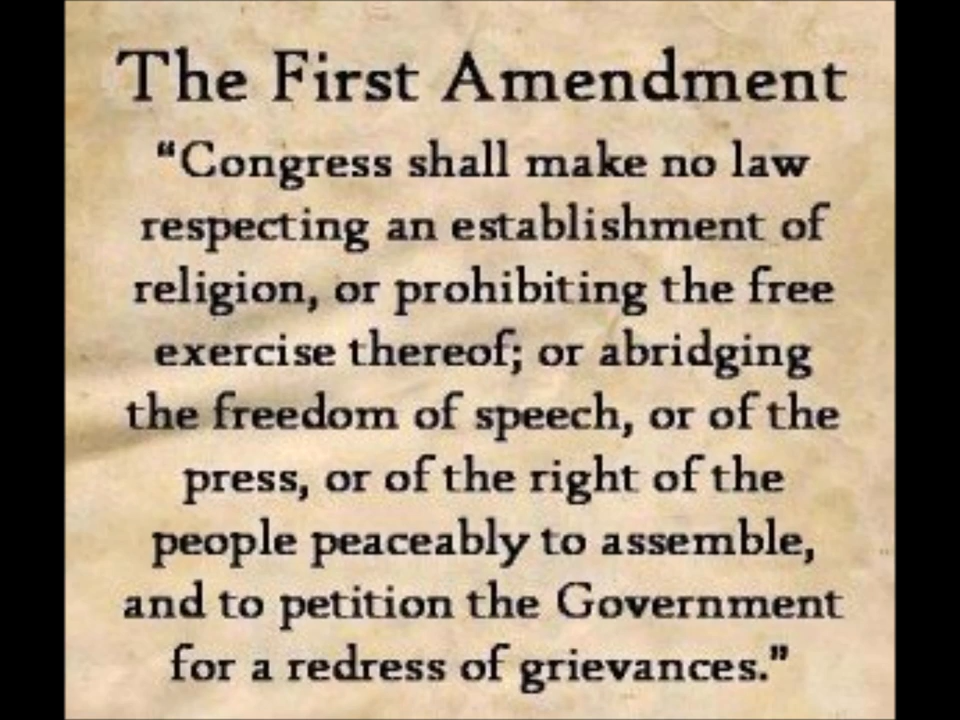 The First Amendment
“Congress shall make no law
respecting an establishment of
religion, or prohibiting the free
exercise thereof; or abridging
the freedom of speech, or of the
press, or of the right of the
people peaceably to assemble,
and to petition the Government
for a redress of grievances.”